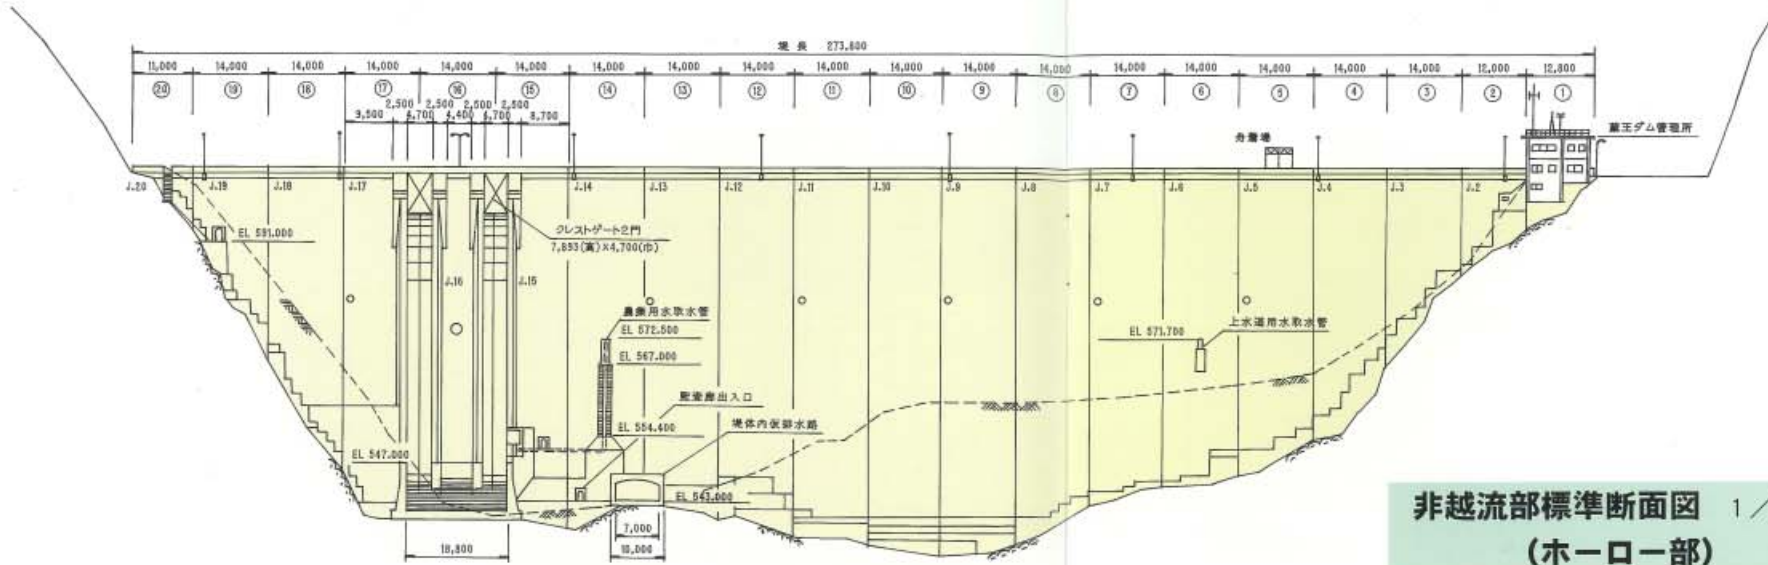 堤長 273,800
11,000 14,000 14,000 14,000 14,000 14,000 14,000 14,000 14,000 14,000 14,000 14,000 14,000 14,000 14,000 14,000 14,000 14,000 12,000 12,800
⑳ ⑲ ⑱ ⑰ ⑯ ⑮ ⑭ ⑬ ⑫ ⑪ ⑩ ⑨ ⑧ ⑦ ⑥ ⑤ ④ ③ ② ①
2,500 2,500 2,500 2,500
9,500 4,700 4,400 4,700 8,700
蔵王ダム管理所
舟着場
J.20 J.19 J.18 J.17 J.14 J.13 J.12 J.11 J.10 J.9 J.8 J.7 J.6 J.5 J.4 J.3 J.2
EL 591.000
クレストゲート2門
7,893(高)×4,700(巾)
J.16 J.15
農業用水取水管
EL 572.500
EL 571.700
上水道用水取水管
EL 567.000
監査廊出入口
EL 554.400
堤体内仮排水路
EL 547.000
EL 543.000
7,000
18,800
10,000
非越流部標準断面図 1/
(ホーロー部)